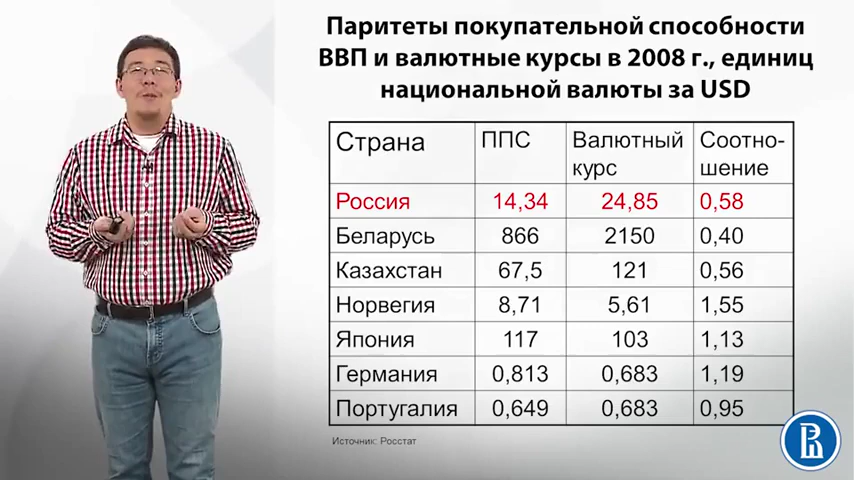 Паритеты покупательной способности
ВВП и валютные курсы в 2008 г., единиц
национальной валюты за USD
Страна ППС Валютный курс Соотно-шение
Россия 14,34 24,85 0,58
Беларусь 866 2150 0,40
Казахстан 67,5 121 0,56
Норвегия 8,71 5,61 1,55
Япония 117 103 1,13
Германия 0,813 0,683 1,19
Португалия 0,649 0,683 0,95
Источник: Росстат